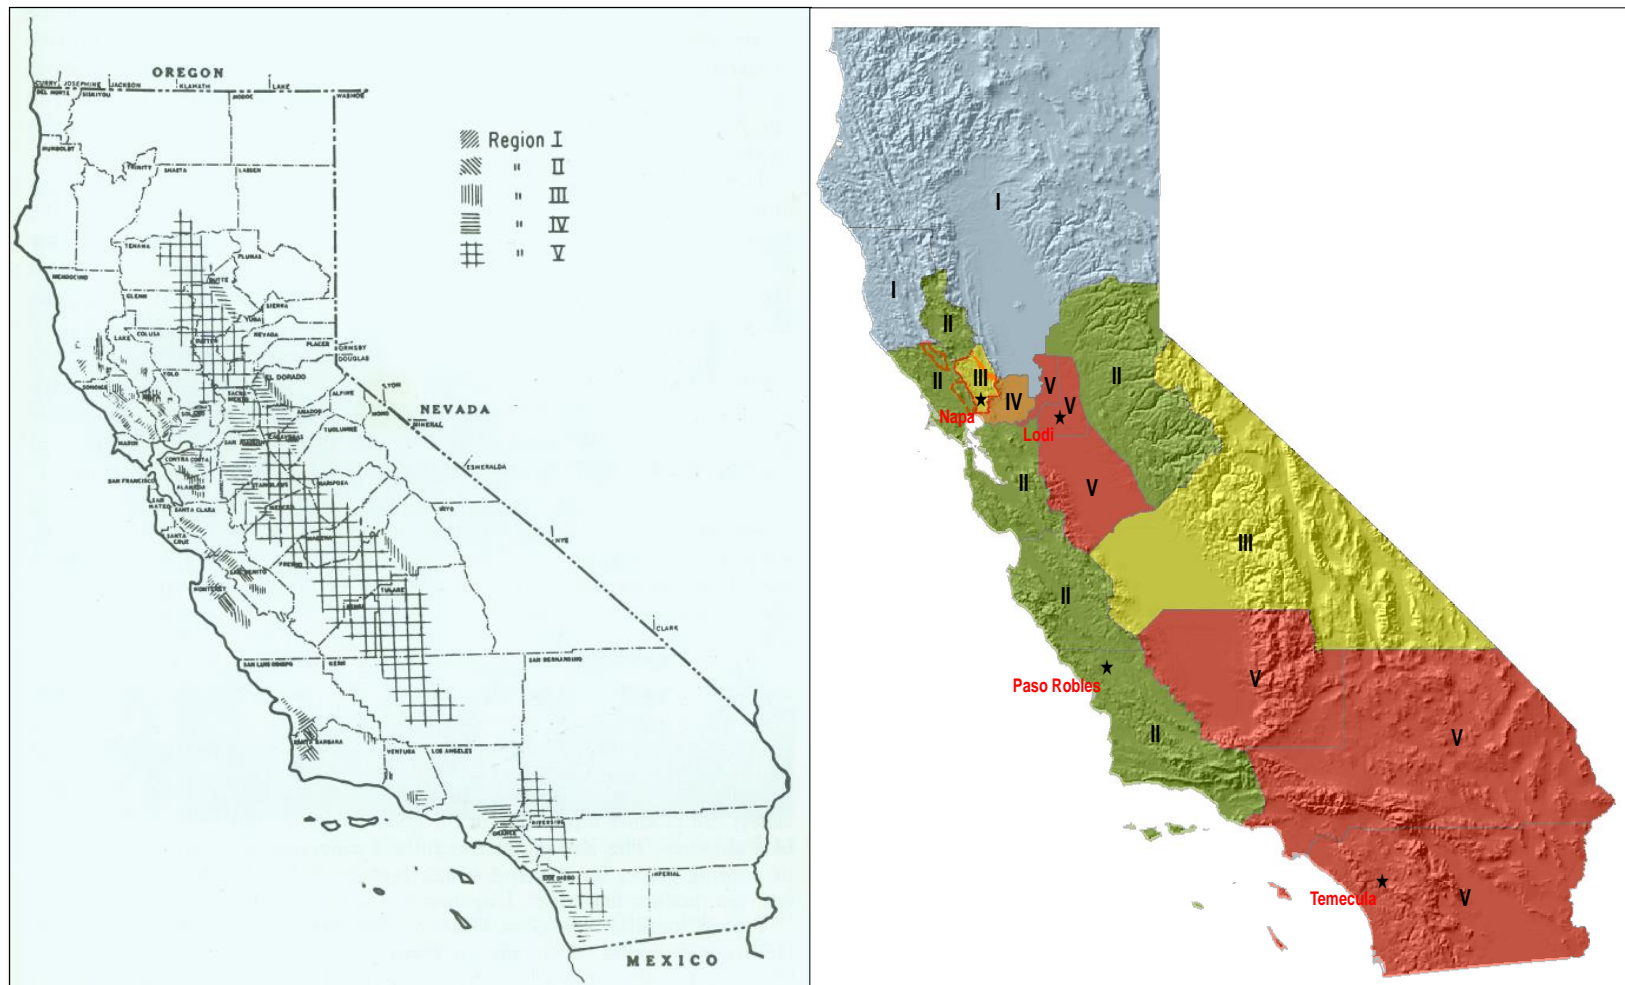 OREGON
CURRY
JOSEPHINE
JACKSON
KLAMATH
LAKE
DEL NORTE
SISKIYOU
MODOC
WASHOE
HUMBOLDT
TRINITY
SHASTA
LASSEN
Region I
" II
" III
" IV
" V
TEHAMA
PLUMAS
MENDOCINO
GLENN
BUTTE
SIERRA
COLUSA
YUBA
NEVADA
LAKE
SUTTER
PLACER
ORMSBY
DOUGLAS
YOLO
EL DORADO
LYON
SONOMA
NAPA
ALPINE
MONO
NEVADA
MINERAL
SOLANO
AMADOR
MARIN
CALAVERAS
TUOLUMNE
CONTRA COSTA
ESMERALDA
SAN FRANCISCO
ALAMEDA
STANISLAUS
MARIPOSA
SAN MATEO
SANTA CLARA
MERCED
INYO
SANTA CRUZ
MADERA
NYE
SAN BENITO
FRESNO
MONTEREY
TULARE
KINGS
CLARK
SAN LUIS OBISPO
KERN
SAN BERNARDINO
SANTA BARBARA
VENTURA
LOS ANGELES
ORANGE
RIVERSIDE
SAN DIEGO
IMPERIAL
MEXICO
I
I
II
II
III
IV
V
V
II
Napa
Lodi
II
V
III
II
Paso Robles
V
II
V
Temecula
V